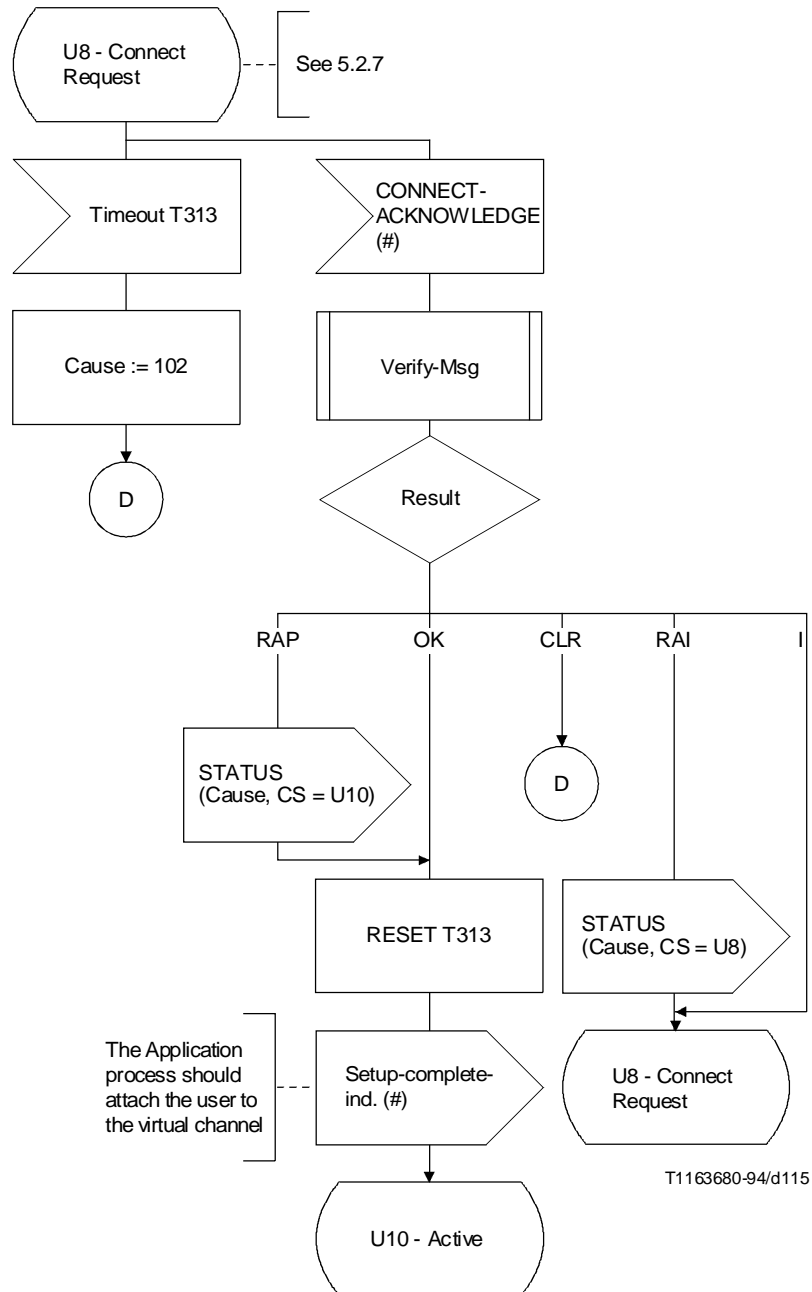 U8 - Connect
Request
See 5.2.7
Timeout T313
CONNECT-
ACKNOWLEDGE
(#)
Cause := 102
Verify-Msg
D
Result
RAP
OK
CLR
RAI
I
STATUS
(Cause, CS = U10)
D
RESET T313
STATUS
(Cause, CS = U8)
The Application
process should
attach the user to
the virtual channel
Setup-complete-
ind. (#)
U8 - Connect
Request
T1163680-94/d115
U10 - Active